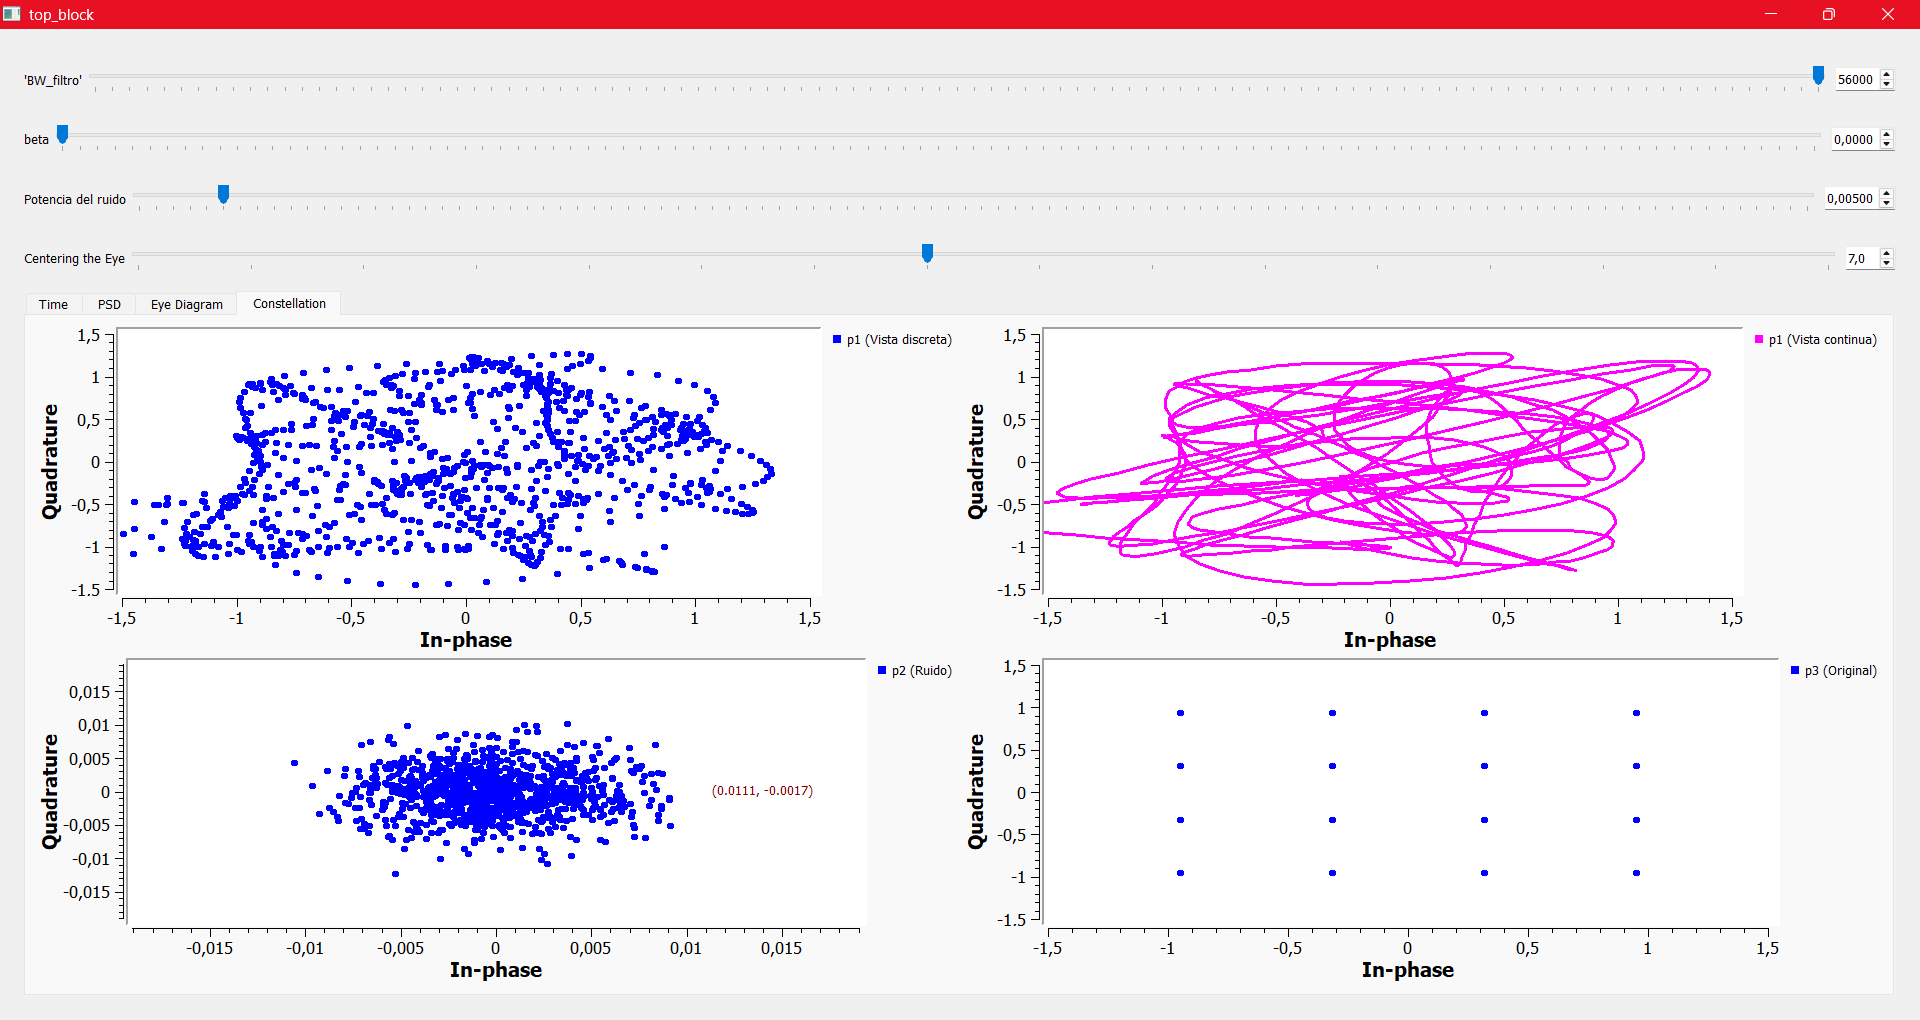 top_block
'BW_filtro' 56000
beta 0,0000
Potencia del ruido 0,00500
Centering the Eye 7,0
Time PSD Eye Diagram Constellation
1,5
1
0,5
0
-0,5
-1
-1.5
Quadrature
-1,5 -1 -0,5 0 0,5 1 1,5
In-phase
p1 (Vista discreta)
1,5
1
0,5
0
-0,5
-1
-1.5
Quadrature
-1,5 -1 -0,5 0 0,5 1 1,5
In-phase
p1 (Vista continua)
0,015
0,01
0,005
0
-0,005
-0,01
-0,015
Quadrature
-0,015 -0,01 -0,005 0 0,005 0,01 0,015
In-phase
p2 (Ruido)
(0.0111, -0.0017)
1,5
1
0,5
0
-0,5
-1
-1.5
Quadrature
-1,5 -1 -0,5 0 0,5 1 1,5
In-phase
p3 (Original)